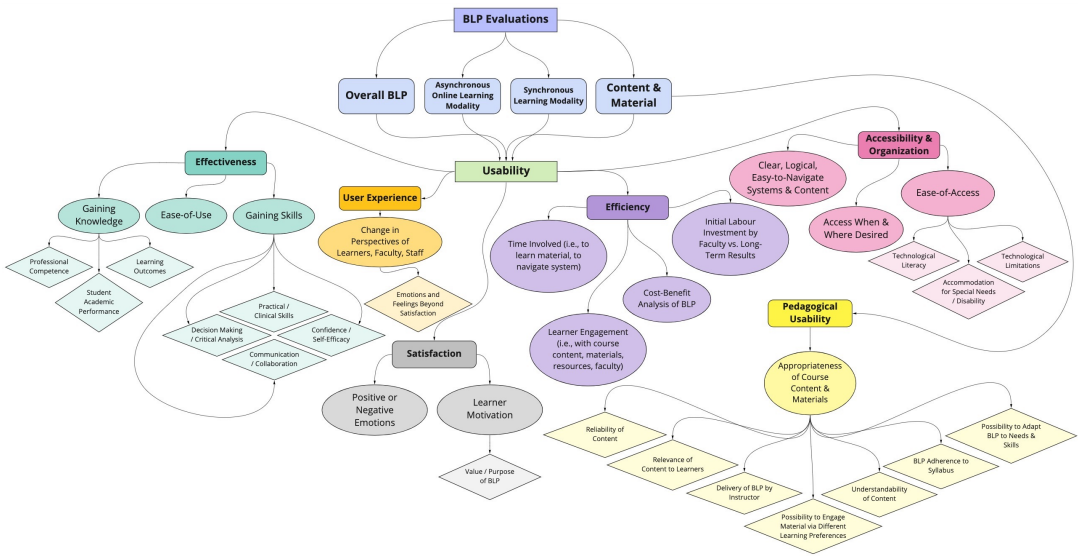 BLP Evaluations
Overall BLP
Asynchronous
Online Learning
Modality
Synchronous
Learning Modality
Content &
Material
Usability
Effectiveness
Gaining
Knowledge
Ease-of-Use
Gaining Skills
Professional
Competence
Learning
Outcomes
Student
Academic
Performance
Practical /
Clinical Skills
Decision Making
/ Critical Analysis
Confidence /
Self-Efficacy
Communication
/ Collaboration
User Experience
Change in
Perspectives of
Learners, Faculty, Staff
Emotions and
Feelings Beyond
Satisfaction
Satisfaction
Positive or
Negative
Emotions
Learner
Motivation
Value / Purpose
of BLP
Efficiency
Time Involved (i.e., to
learn material, to
navigate system)
Initial Labour
Investment by
Faculty vs. Long-
Term Results
Cost-Benefit
Analysis of BLP
Learner Engagement
(i.e., with course
content, materials,
resources, faculty)
Accessibility &
Organization
Clear, Logical,
Easy-to-Navigate
Systems & Content
Access When &
Where Desired
Ease-of-Access
Technological
Literacy
Accommodation
for Special Needs
/ Disability
Technological
Limitations
Pedagogical
Usability
Appropriateness
of Course
Content &
Materials
Reliability of
Content
Relevance of
Content to Learners
Delivery of BLP by
Instructor
Possibility to Engage
Material via Different
Learning Preferences
Understandability
of Content
BLP Adherence to
Syllabus
Possibility to Adapt
BLP to Needs &
Skills